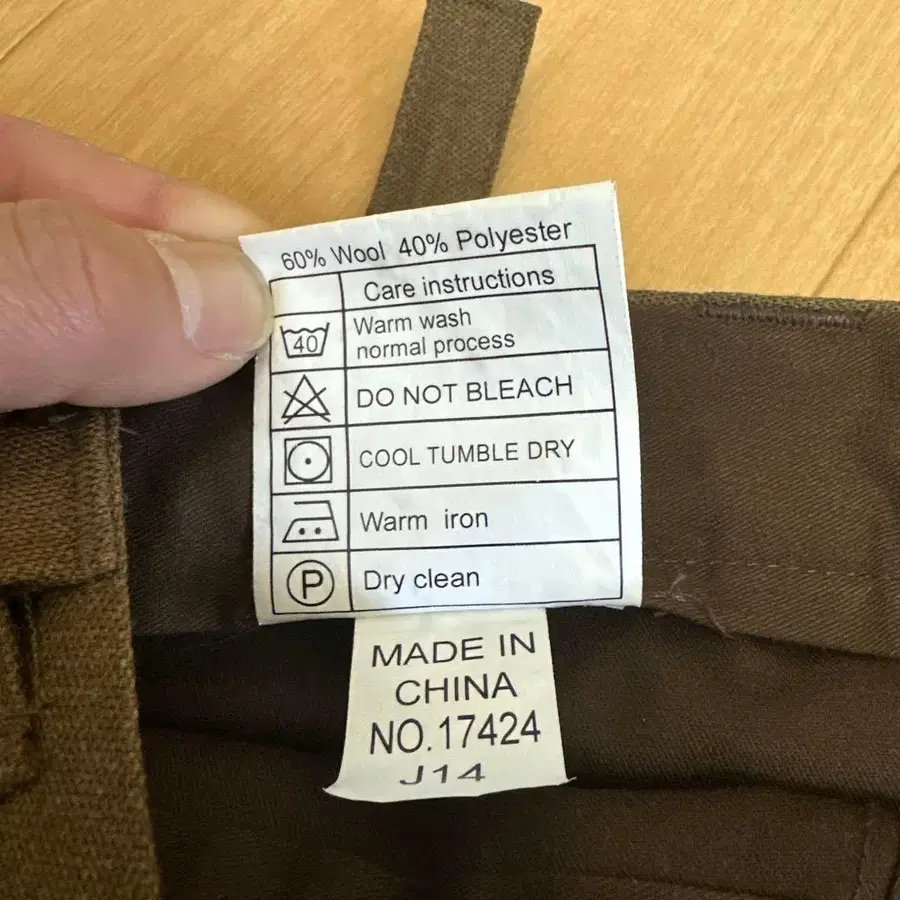 60% Wool 40% Polyester
Care instructions
40
Warm wash
normal process
DO NOT BLEACH
COOL TUMBLE DRY
Warm iron
P
Dry clean
MADE IN
CHINA
NO.17424
J14